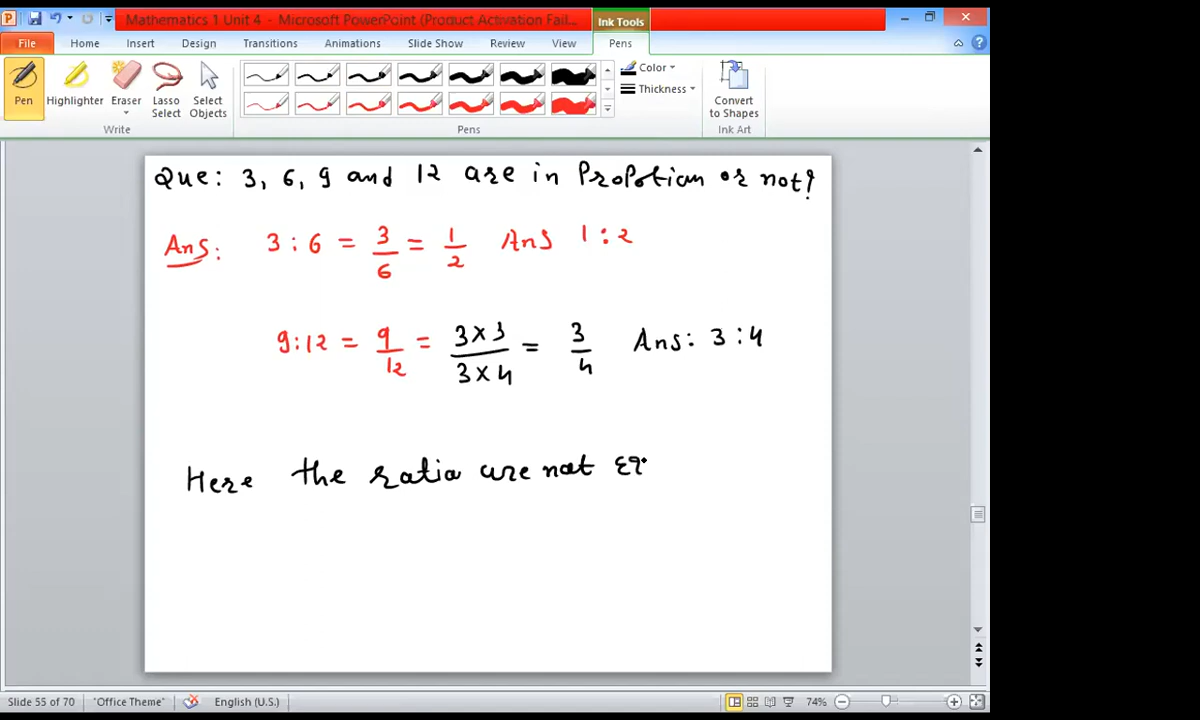 Mathematics 1 Unit 4 - Microsoft PowerPoint (Product Activation Fail...
Ink Tools
File Home Insert Design Transitions Animations Slide Show Review View Pens
Pen Highlighter Eraser Lasso Select Select Objects
Color
Thickness
Convert to Shapes
Write Pens Ink Art
Que: 3, 6, 9 and 12 are in Propotian or not?
Ans: 3 : 6 = 3/6 = 1/2 Ans 1 : 2
9:12 = 9/12 = 3 x 3/3 x 4 = 3/4 Ans: 3 : 4
Here the ratio are not Eq
Slide 55 of 70 "Office Theme" English (U.S.) 74%